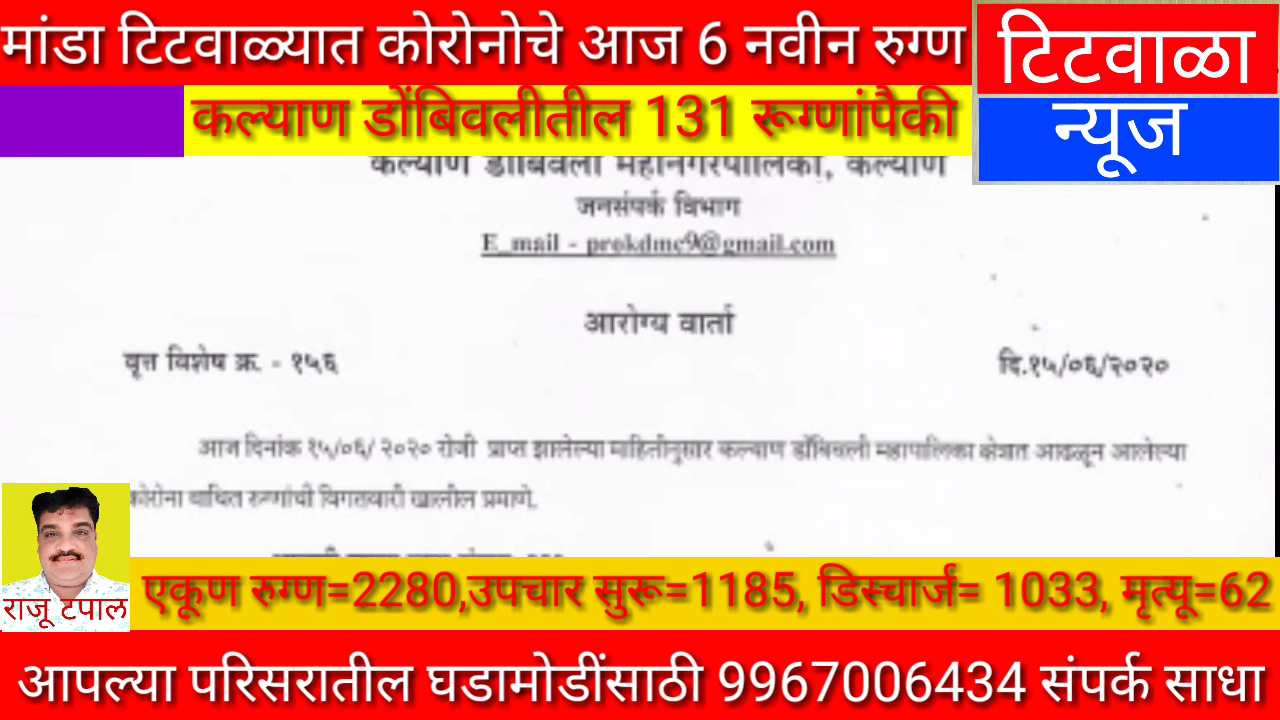 मांडा टिटवाळ्यात कोरोनोचे आज 6 नवीन रुग्ण
टिटवाळा
न्यूज
कल्याण डोंबिवलीतील 131 रूग्णांपैकी
कल्याण डोंबिवली महानगरपालिका, कल्याण
जनसंपर्क विभाग
E_mail - prokdmc9@gmail.com
आरोग्य वार्ता
वृत्त विशेष क्र. - १५६
दि.१५/०६/२०२०
आज दिनांक १५/०६/ २०२० रोजी प्राप्त झालेल्या माहितीनुसार कल्याण डोंबिवली महापालिका क्षेत्रात आढळून आलेल्या
कोरोना बाधित रुग्णांची विगतवारी खालील प्रमाणे.
राजू टपाल
एकूण रुग्ण=2280,उपचार सुरू=1185, डिस्चार्ज= 1033, मृत्यू=62
आपल्या परिसरातील घडामोडींसाठी 9967006434 संपर्क साधा